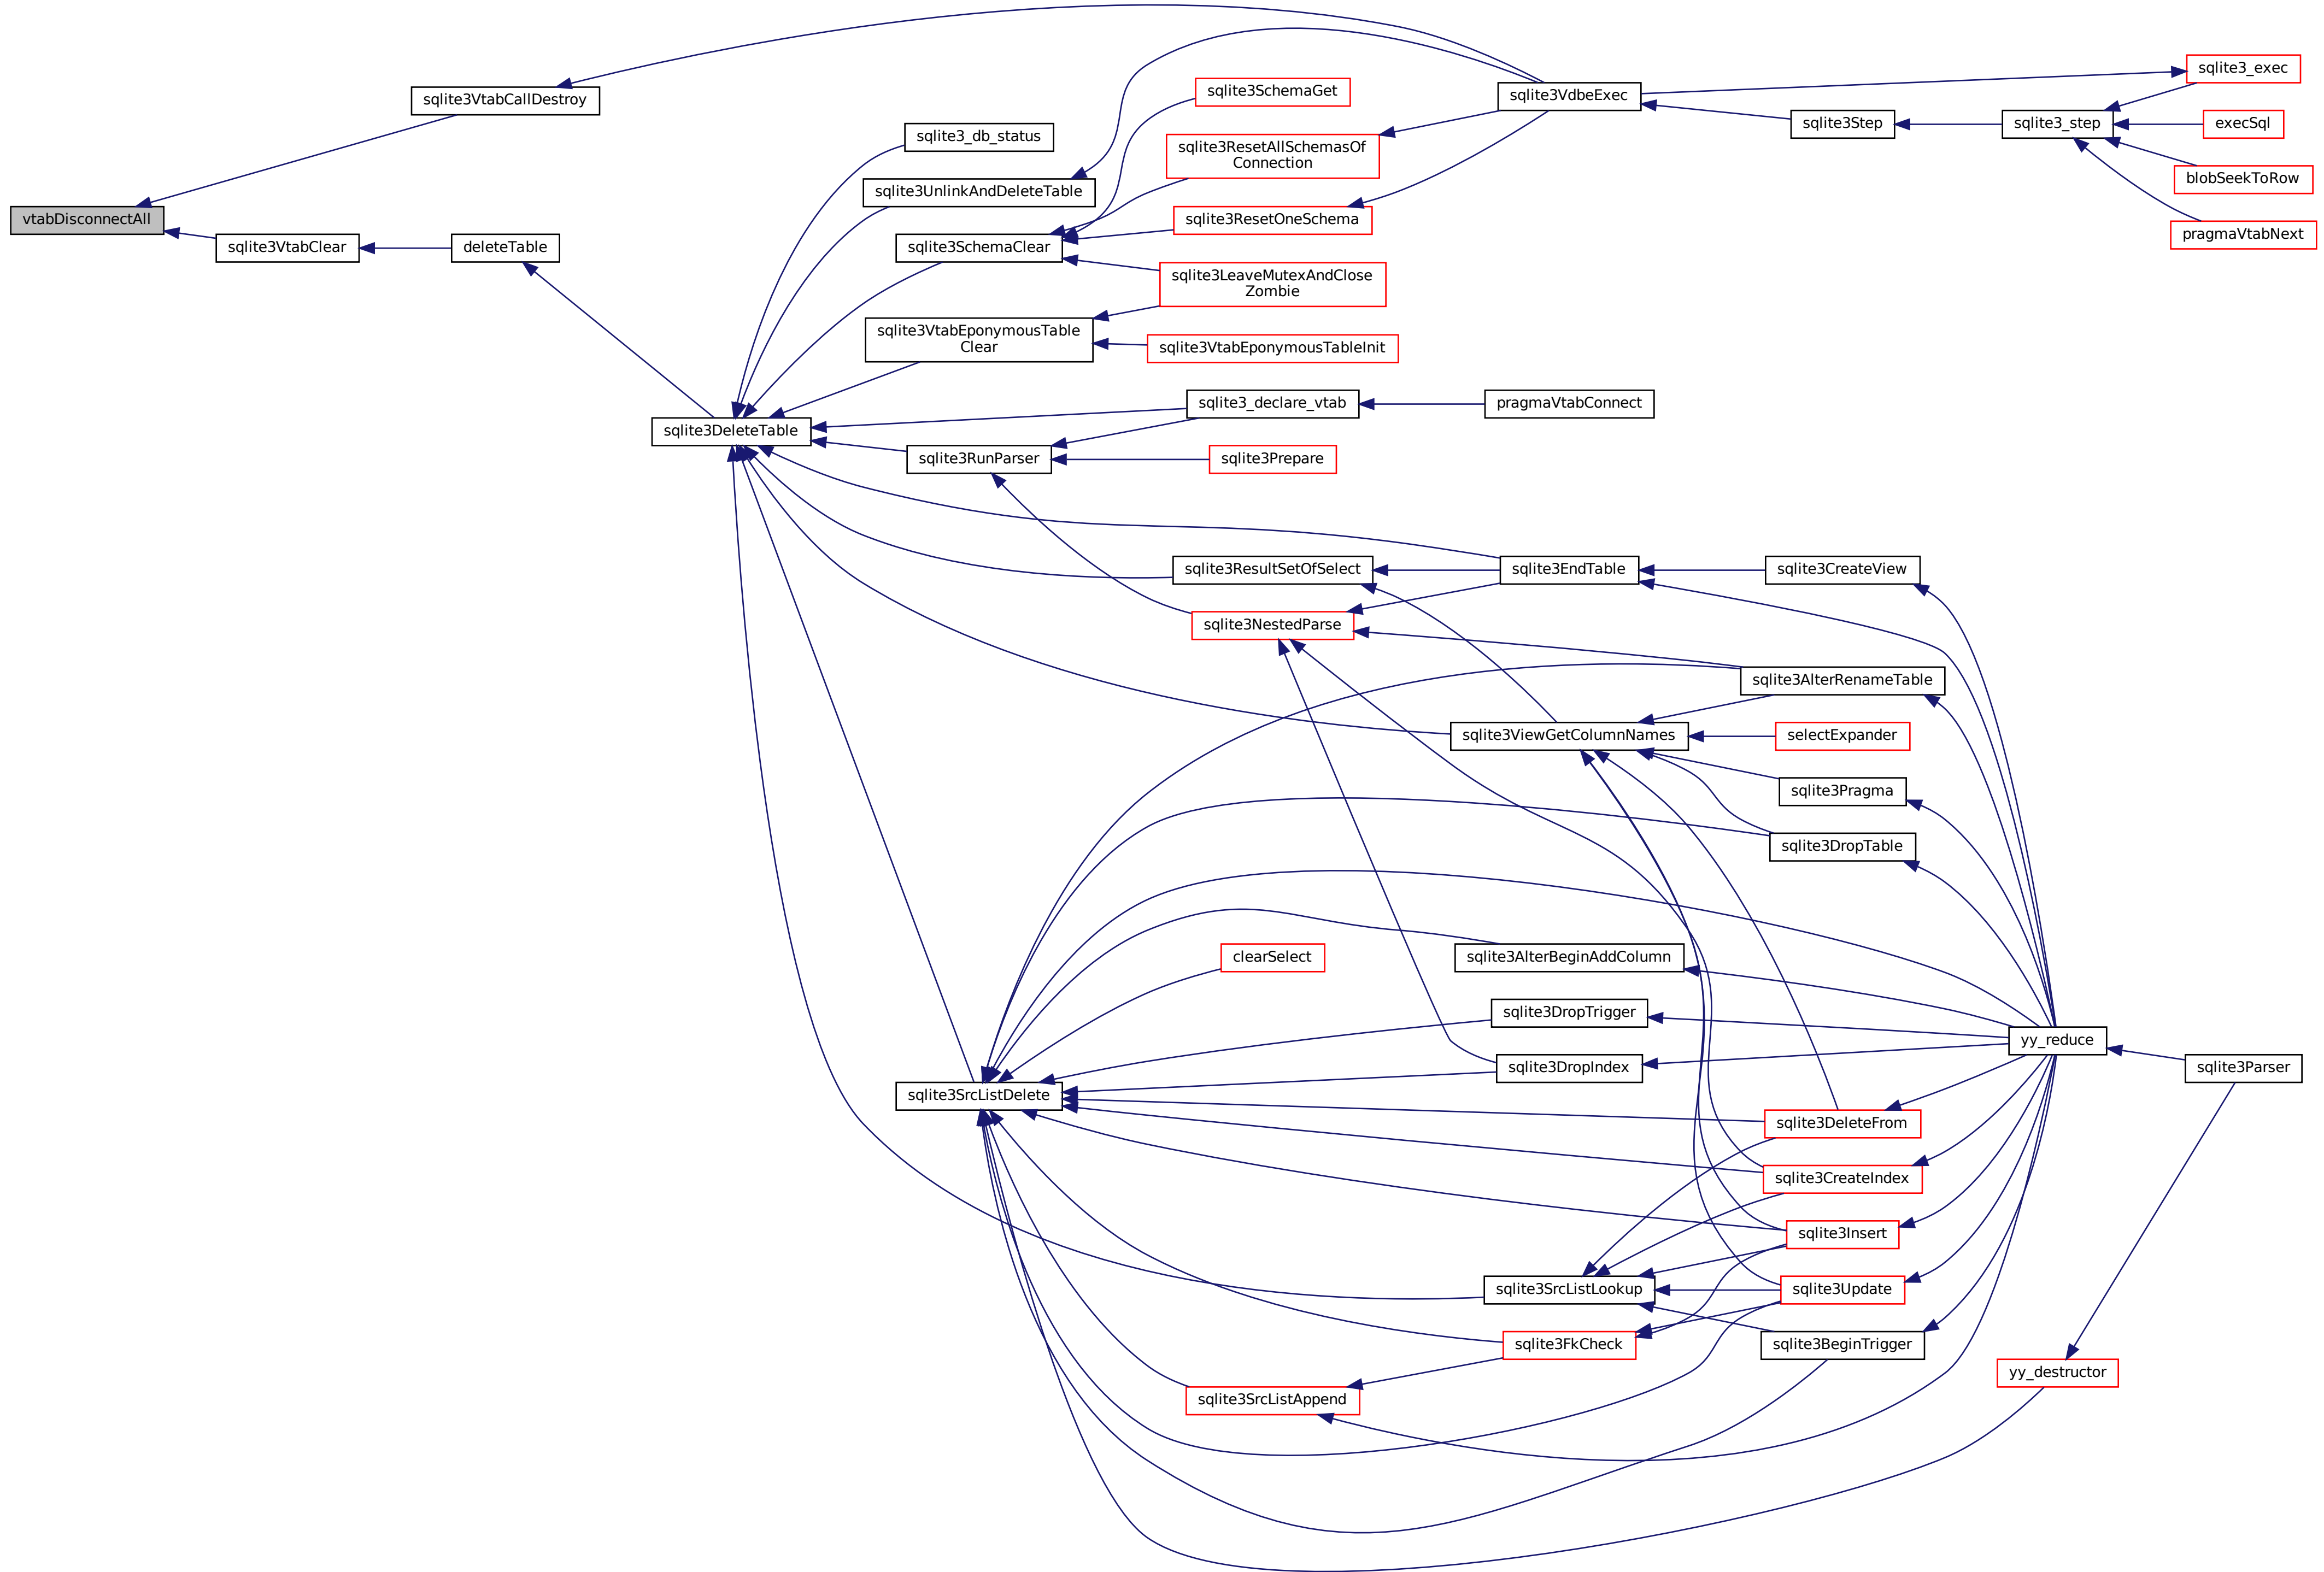 vtabDisconnectAll
sqlite3VtabCallDestroy
sqlite3VtabClear
deleteTable
sqlite3DeleteTable
sqlite3_db_status
sqlite3UnlinkAndDeleteTable
sqlite3SchemaClear
sqlite3VtabEponymousTable
Clear
sqlite3RunParser
sqlite3SrcListDelete
sqlite3SchemaGet
sqlite3ResetAllSchemasOf
Connection
sqlite3ResetOneSchema
sqlite3LeaveMutexAndClose
Zombie
sqlite3VtabEponymousTableInit
sqlite3_declare_vtab
sqlite3Prepare
sqlite3ResultSetOfSelect
sqlite3NestedParse
clearSelect
sqlite3SrcListAppend
sqlite3VdbeExec
pragmaVtabConnect
sqlite3EndTable
sqlite3ViewGetColumnNames
sqlite3AlterBeginAddColumn
sqlite3DropTrigger
sqlite3DropIndex
sqlite3SrcListLookup
sqlite3FkCheck
sqlite3Step
sqlite3CreateView
sqlite3AlterRenameTable
selectExpander
sqlite3Pragma
sqlite3DropTable
sqlite3DeleteFrom
sqlite3CreateIndex
sqlite3Insert
sqlite3Update
sqlite3BeginTrigger
sqlite3_step
yy_reduce
yy_destructor
sqlite3_exec
execSql
blobSeekToRow
pragmaVtabNext
sqlite3Parser